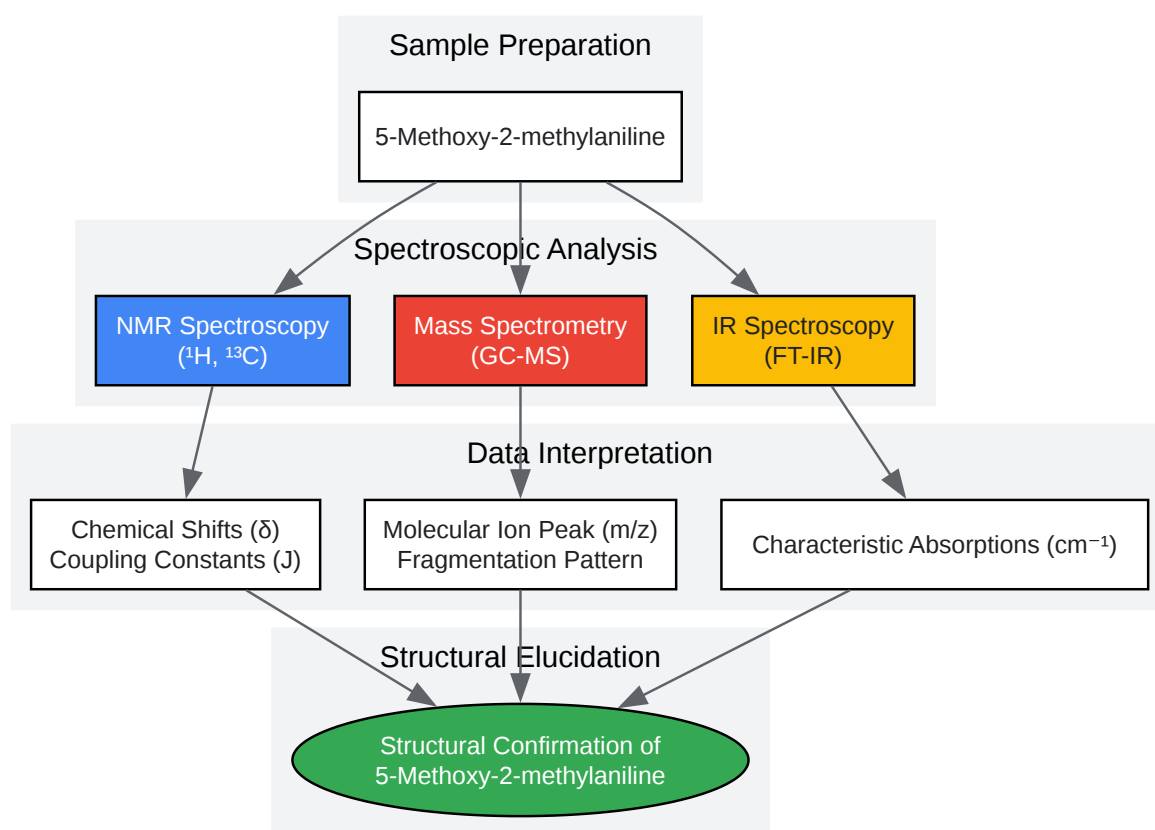 Sample Preparation
5-Methoxy-2-methylaniline
Spectroscopic Analysis
NMR Spectroscopy
(¹H, ¹³C)
Mass Spectrometry
(GC-MS)
IR Spectroscopy
(FT-IR)
Data Interpretation
Chemical Shifts (δ)
Coupling Constants (J)
Molecular Ion Peak (m/z)
Fragmentation Pattern
Characteristic Absorptions (cm⁻¹)
Structural Elucidation
Structural Confirmation of
5-Methoxy-2-methylaniline